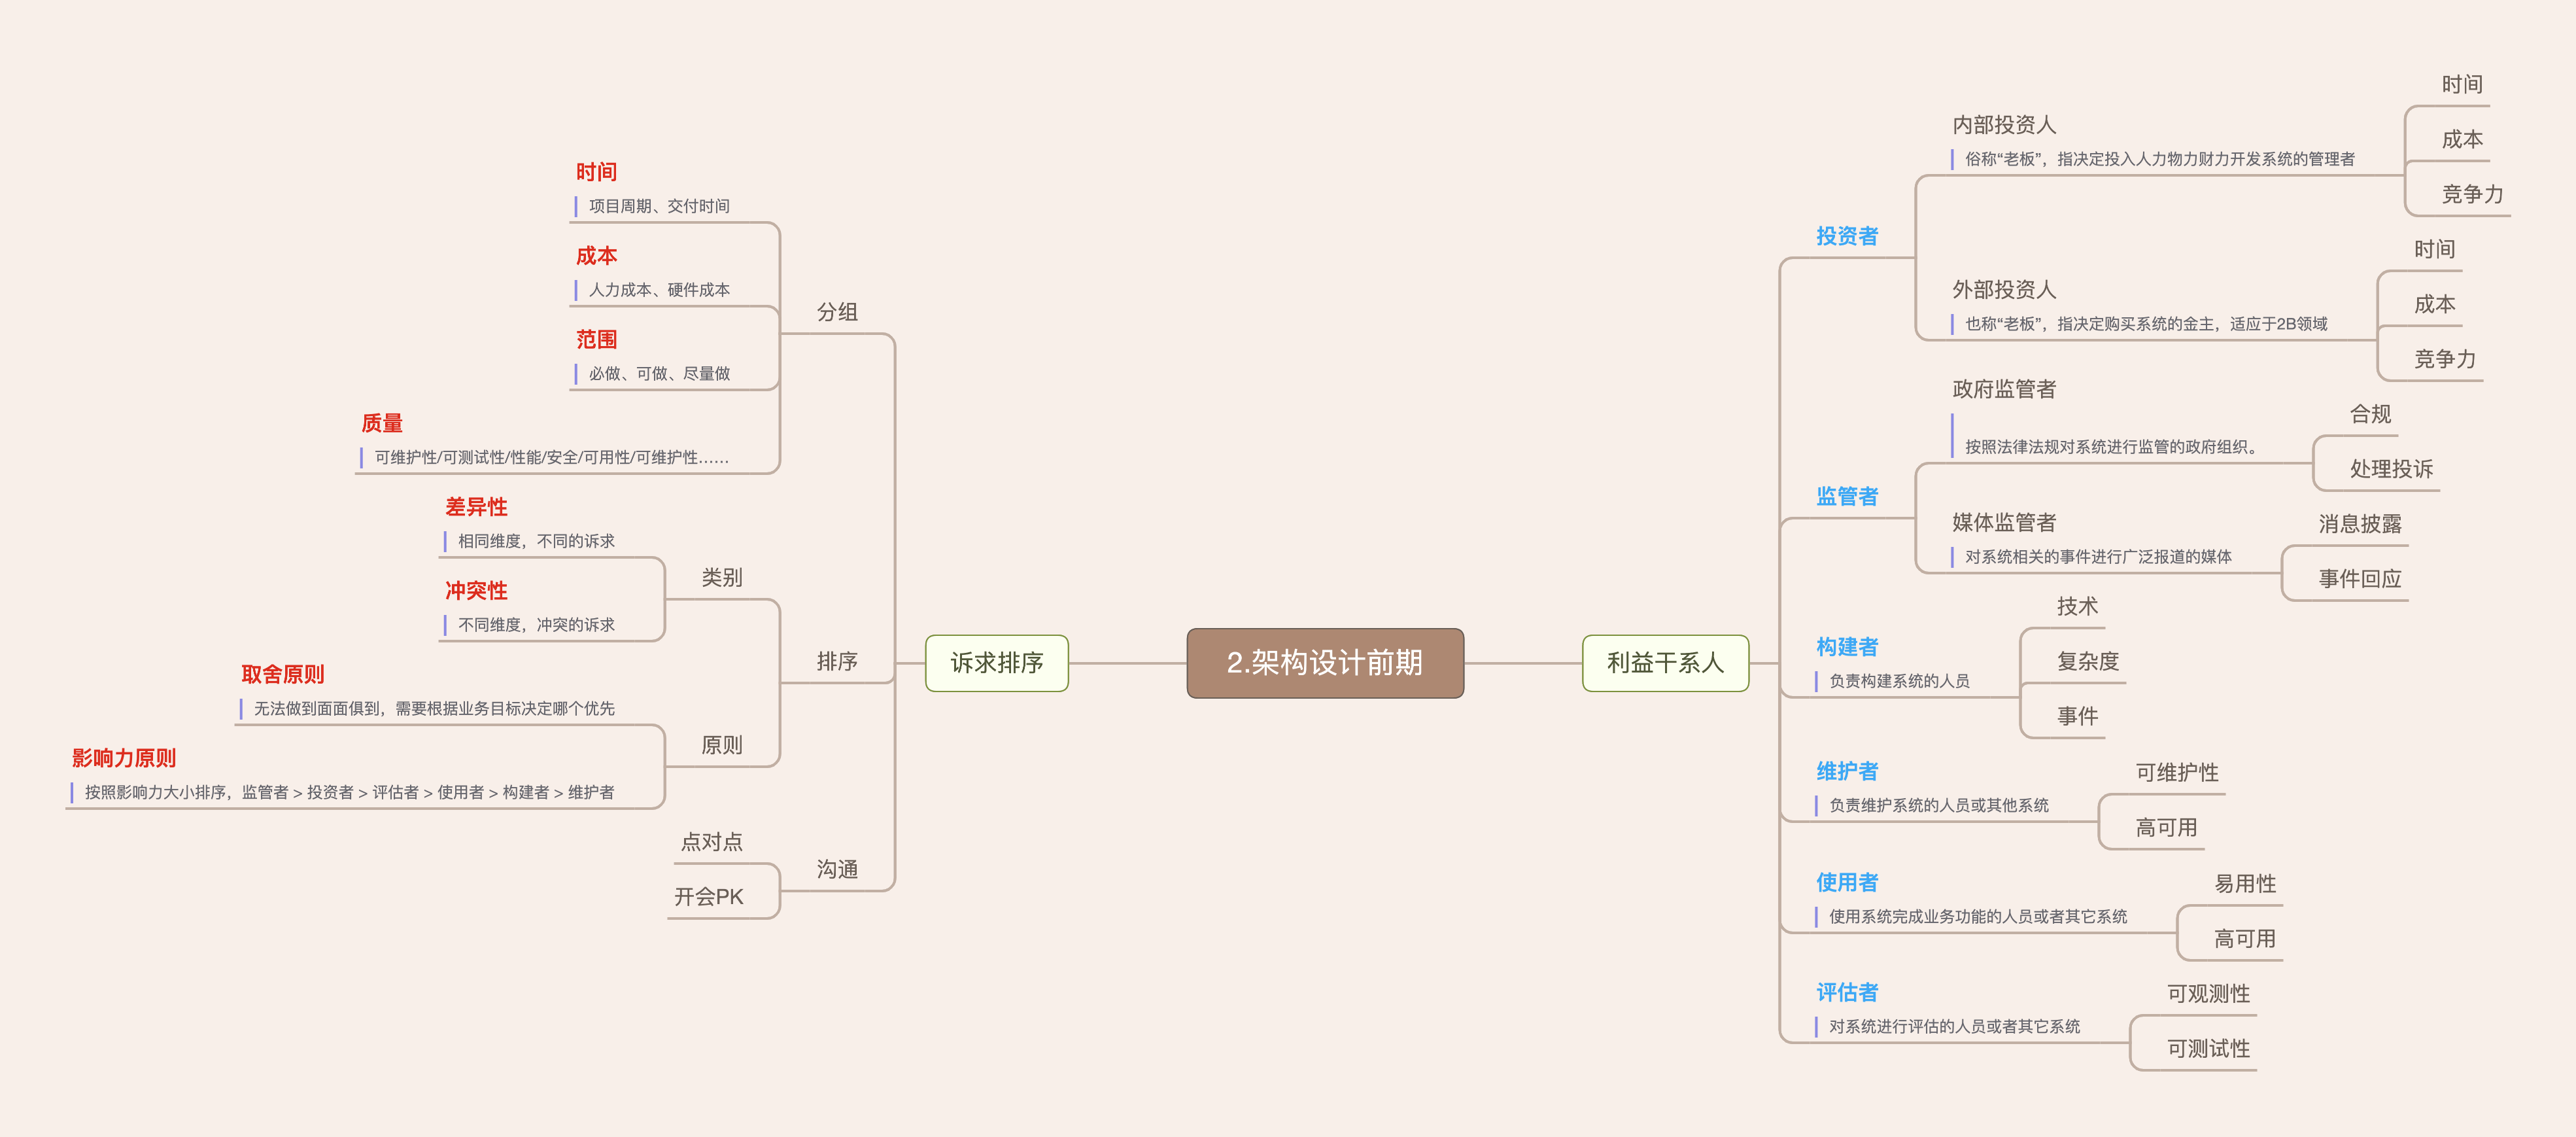 2.架构设计前期
利益干系人
投资者
内部投资人
俗称“老板”，指决定投入人力物力财力开发系统的管理者
时间
成本
竞争力
外部投资人
也称“老板”，指决定购买系统的金主，适应于2B领域
时间
成本
竞争力
监管者
政府监管者
按照法律法规对系统进行监管的政府组织。
合规
处理投诉
媒体监管者
对系统相关的事件进行广泛报道的媒体
消息披露
事件回应
构建者
负责构建系统的人员
技术
复杂度
事件
维护者
负责维护系统的人员或其他系统
可维护性
高可用
使用者
使用系统完成业务功能的人员或者其它系统
易用性
高可用
评估者
对系统进行评估的人员或者其它系统
可观测性
可测试性
诉求排序
分组
时间
项目周期、交付时间
成本
人力成本、硬件成本
范围
必做、可做、尽量做
质量
可维护性/可测试性/性能/安全/可用性/可维护性......
排序
类别
差异性
相同维度，不同的诉求
冲突性
不同维度，冲突的诉求
原则
取舍原则
无法做到面面俱到，需要根据业务目标决定哪个优先
影响力原则
按照影响力大小排序，监管者 > 投资者 > 评估者 > 使用者 > 构建者 > 维护者
沟通
点对点
开会PK